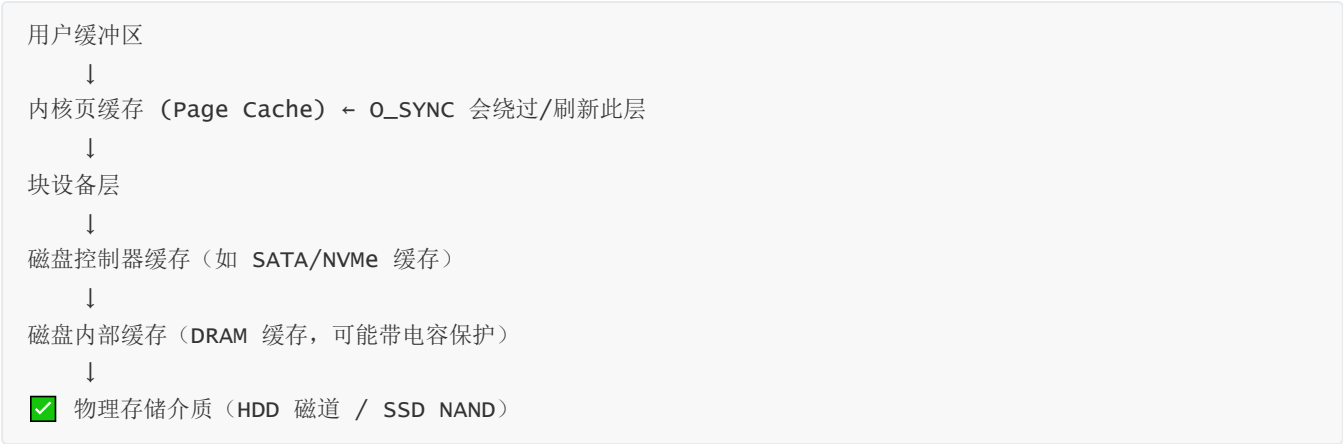 用户缓冲区
↓
内核页缓存 (Page Cache) ← O_SYNC 会绕过/刷新此层
↓
块设备层
↓
磁盘控制器缓存（如 SATA/NVMe 缓存）
↓
磁盘内部缓存（DRAM 缓存，可能带电容保护）
↓
✅ 物理存储介质（HDD 磁道 / SSD NAND）